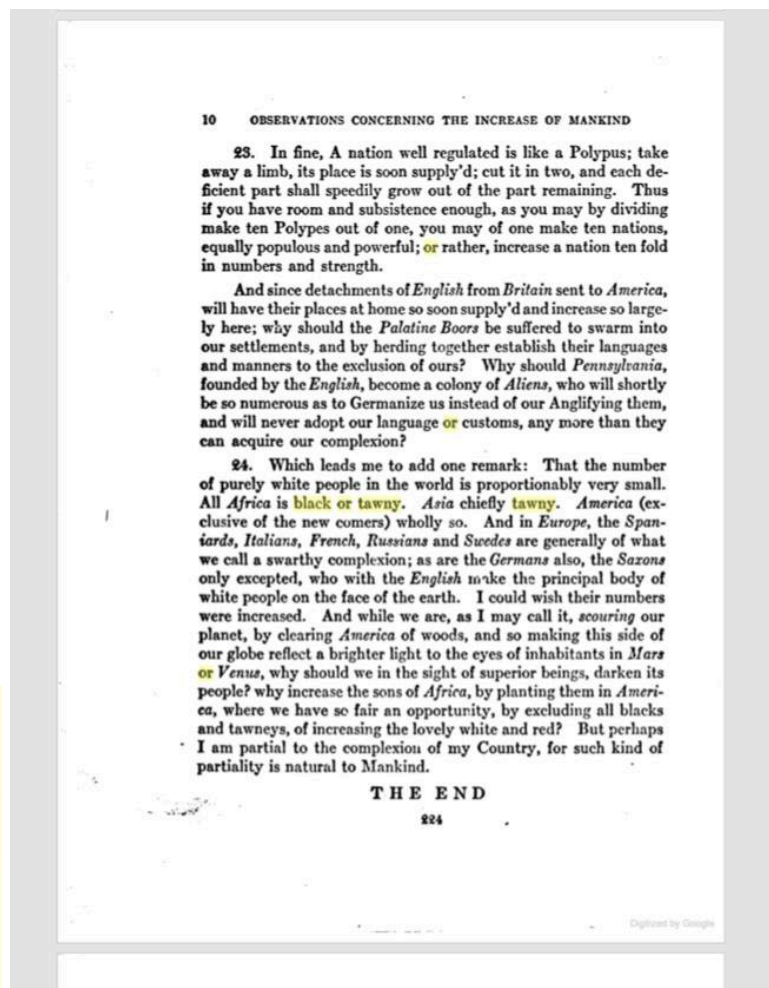 10 OBSERVATIONS CONCERNING THE INCREASE OF MANKIND
23. In fine, A nation well regulated is like a Polypus; take
away a limb, its place is soon supply'd; cut it in two, and each de-
ficient part shall speedily grow out of the part remaining. Thus
if you have room and subsistence enough, as you may by dividing
make ten Polypes out of one, you may of one make ten nations,
equally populous and powerful; or rather, increase a nation ten fold
in numbers and strength.
And since detachments of English from Britain sent to America,
will have their places at home so soon supply'd and increase so large-
ly here; why should the Palatine Boors be suffered to swarm into
our settlements, and by herding together establish their languages
and manners to the exclusion of ours? Why should Pennsylvania,
founded by the English, become a colony of Aliens, who will shortly
be so numerous as to Germanize us instead of our Anglifying them,
and will never adopt our language or customs, any more than they
can acquire our complexion?
24. Which leads me to add one remark: That the number
of purely white people in the world is proportionably very small.
All Africa is black or tawny. Asia chiefly tawny. America (ex-
clusive of the new comers) wholly so. And in Europe, the Span-
iards, Italians, French, Russians and Swedes are generally of what
we call a swarthy complexion; as are the Germans also, the Saxons
only excepted, who with the English make the principal body of
white people on the face of the earth. I could wish their numbers
were increased. And while we are, as I may call it, scouring our
planet, by clearing America of woods, and so making this side of
our globe reflect a brighter light to the eyes of inhabitants in Mars
or Venus, why should we in the sight of superior beings, darken its
people? why increase the sons of Africa, by planting them in Ameri-
ca, where we have so fair an opportunity, by excluding all blacks
and tawneys, of increasing the lovely white and red? But perhaps
I am partial to the complexion of my Country, for such kind of
partiality is natural to Mankind.
THE END
224
Digitized by Google